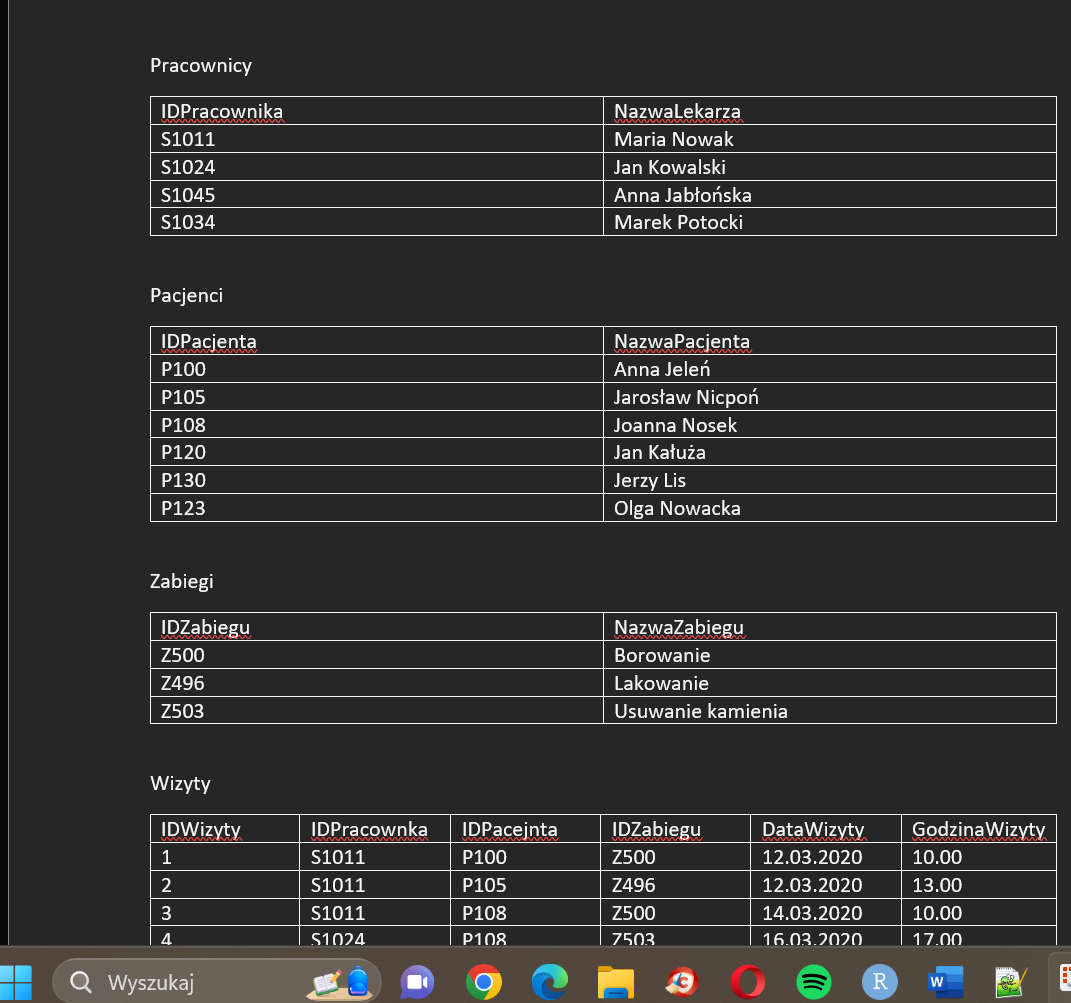 Pracownicy
IDPracownika NazwaLekarza
S1011 Maria Nowak
S1024 Jan Kowalski
S1045 Anna Jabłońska
S1034 Marek Potocki
Pacjenci
IDPacjenta NazwaPacjenta
P100 Anna Jeleń
P105 Jarosław Nicpoń
P108 Joanna Nosek
P120 Jan Kałuża
P130 Jerzy Lis
P123 Olga Nowacka
Zabiegi
IDZabiegu NazwaZabiegu
Z500 Borowanie
Z496 Lakowanie
Z503 Usuwanie kamienia
Wizyty
IDWizyty IDPracownka IDPacejnta IDZabiegu DataWizyty GodzinaWizyty
1 S1011 P100 Z500 12.03.2020 10.00
2 S1011 P105 Z496 12.03.2020 13.00
3 S1011 P108 Z500 14.03.2020 10.00
4 S1024 P108 Z503 16.03.2020 17.00
Wyszukaj R W